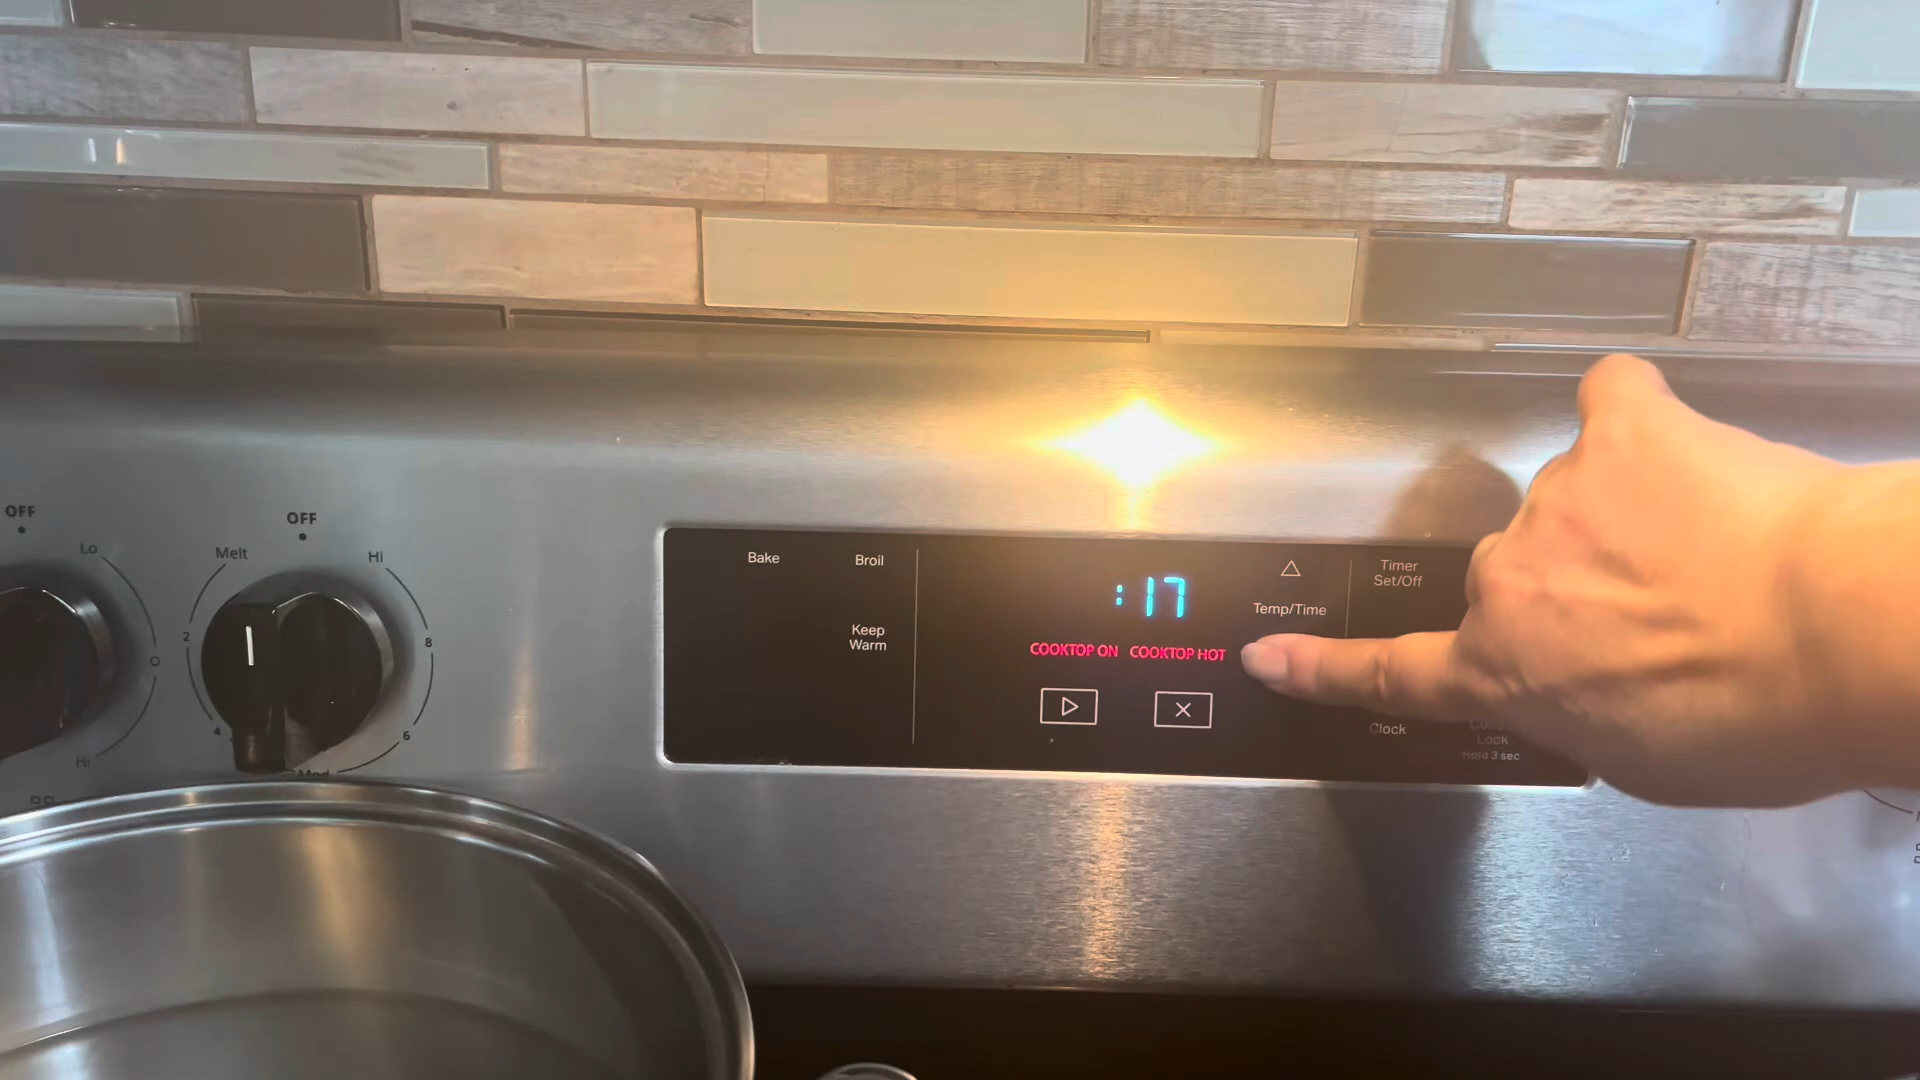 OFF
Lo
Hi
OFF
Melt
Hi
2
8
4
6
Med
Bake
Broil
Keep
Warm
:17
COOKTOP ON COOKTOP HOT
Temp/Time
Timer
Set/Off
Clock
Lock
Hold 3 sec